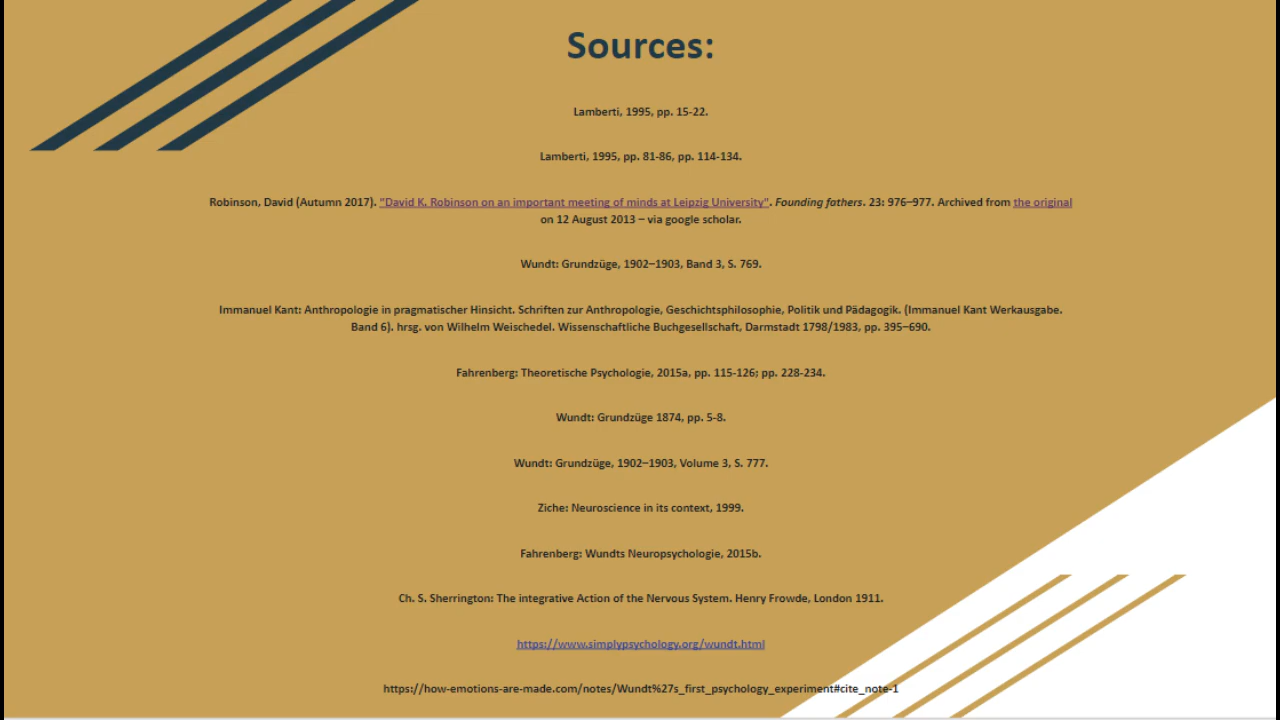 Sources:
Lamberti, 1995, pp. 15-22.
Lamberti, 1995, pp. 81-86, pp. 114-134.
Robinson, David (Autumn 2017). "David K. Robinson on an important meeting of minds at Leipzig University". Founding fathers. 23: 976–977. Archived from the original
on 12 August 2013 – via google scholar.
Wundt: Grundzüge, 1902–1903, Band 3, S. 769.
Immanuel Kant: Anthropologie in pragmatischer Hinsicht. Schriften zur Anthropologie, Geschichtsphilosophie, Politik und Pädagogik. (Immanuel Kant Werkausgabe.
Band 6). hrsg. von Wilhelm Weischedel. Wissenschaftliche Buchgesellschaft, Darmstadt 1798/1983, pp. 395–690.
Fahrenberg: Theoretische Psychologie, 2015a, pp. 115-126; pp. 228-234.
Wundt: Grundzüge 1874, pp. 5-8.
Wundt: Grundzüge, 1902–1903, Volume 3, S. 777.
Ziche: Neuroscience in its context, 1999.
Fahrenberg: Wundts Neuropsychologie, 2015b.
Ch. S. Sherrington: The integrative Action of the Nervous System. Henry Frowde, London 1911.
https://www.simplypsychology.org/wundt.html
https://how-emotions-are-made.com/notes/Wundt%27s_first_psychology_experiment#cite_note-1